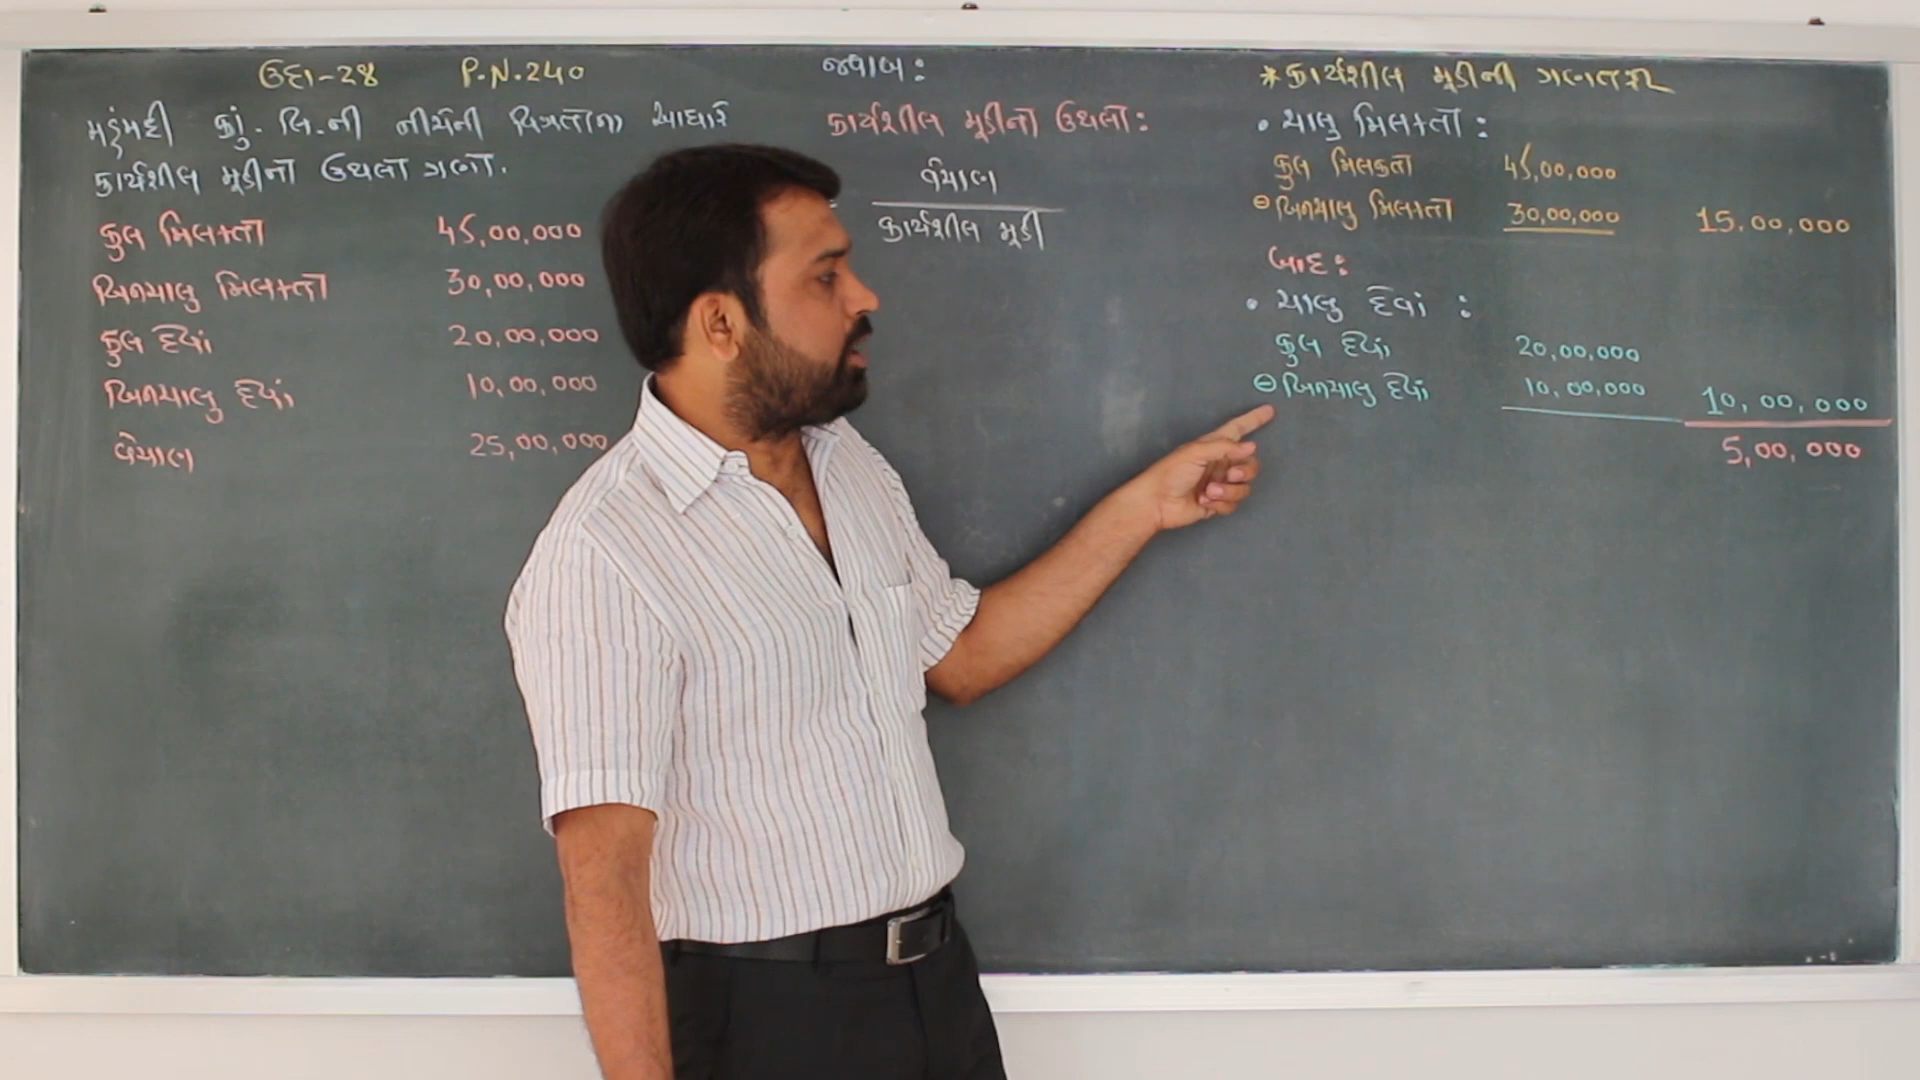 ઉદા-૨૪ P.N.240
મહંમદી કાું. લિ.ની નીચેની વિગતોના આધારે
કાર્યશીલ મૂડીનો ઉથલો ગણો.
કુલ મિલકતો 45,00,000
બિનચાલુ મિલકતો 30,00,000
કુલ દેવાં 20,00,000
બિનચાલુ દેવાં 10,00,000
વેચાણ 25,00,000
જવાબ:
કાર્યશીલ મૂડીનો ઉથલો:
વેચાણ
કાર્યશીલ મૂડી
*કાર્યશીલ મૂડીની ગણતરી
• ચાલુ મિલકતો:
કુલ મિલકતો 45,00,000
⊖ બિનચાલુ મિલકતો 30,00,000 15,00,000
બાદ:
• ચાલુ દેવાં :
કુલ દેવાં 20,00,000
⊖ બિનચાલુ દેવાં 10,00,000 10,00,000
5,00,000